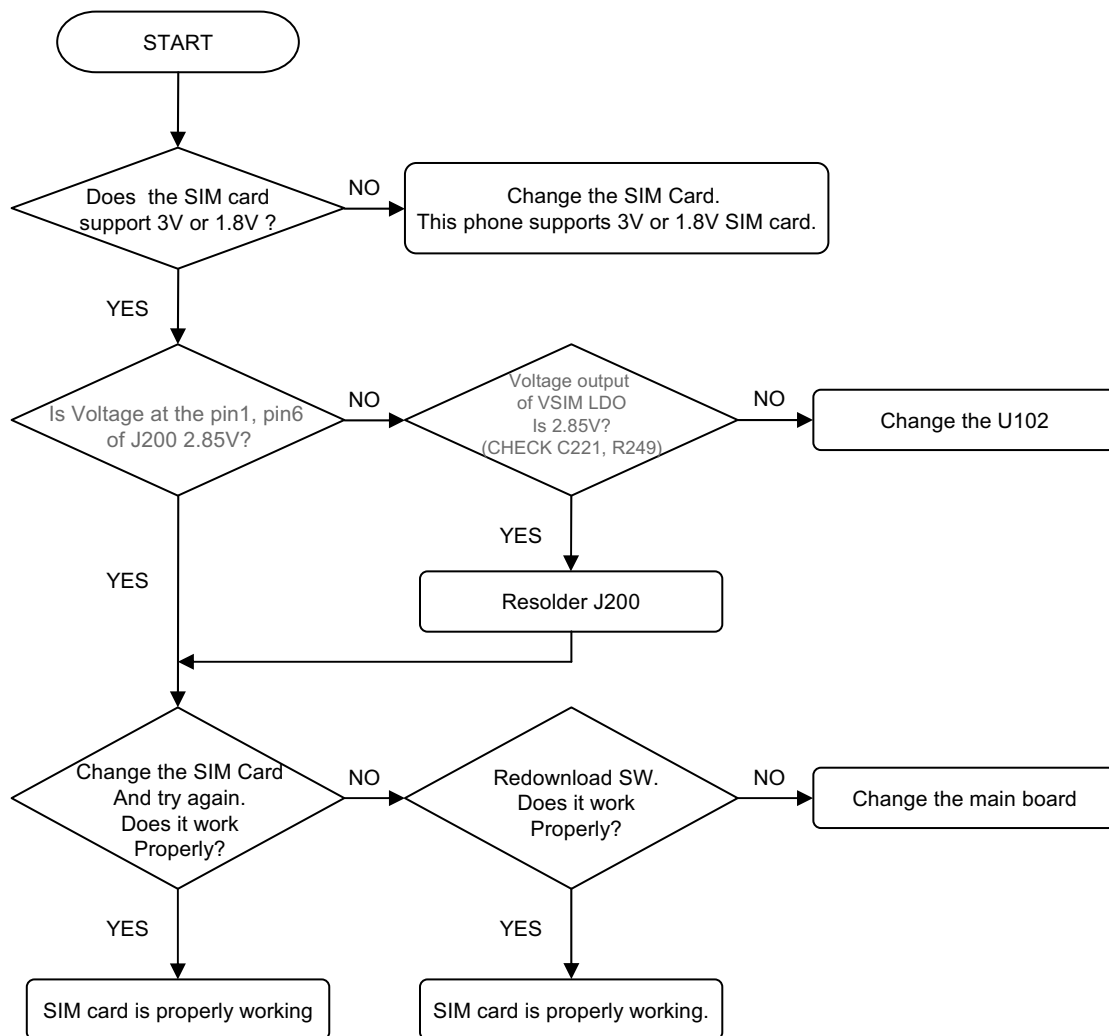 START
Does the SIM card
support 3V or 1.8V ?
NO
Change the SIM Card.
This phone supports 3V or 1.8V SIM card.
YES
Is Voltage at the pin1, pin6
of J200 2.85V?
NO
Voltage output
of VSIM LDO
Is 2.85V?
(CHECK C221, R249)
NO
Change the U102
YES
YES
Resolder J200
Change the SIM Card
And try again.
Does it work
Properly?
NO
Redownload SW.
Does it work
Properly?
NO
Change the main board
YES
YES
SIM card is properly working
SIM card is properly working.